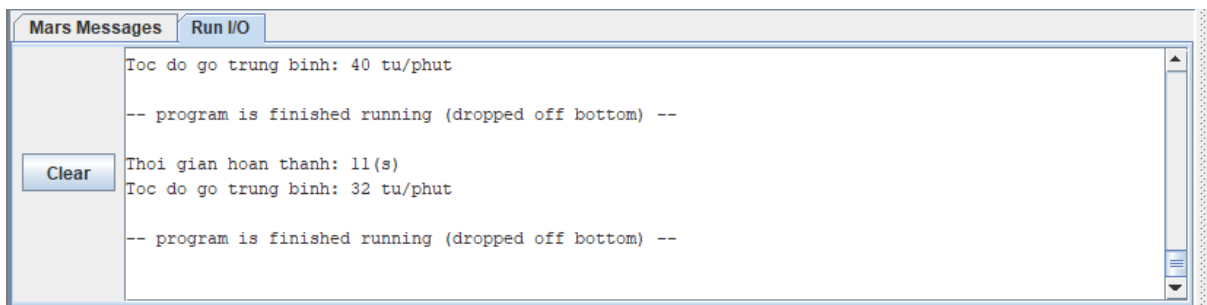 Mars Messages Run I/O
Toc do go trung binh: 40 tu/phut
-- program is finished running (dropped off bottom) --
Thoi gian hoan thanh: 11(s)
Clear
Toc do go trung binh: 32 tu/phut
-- program is finished running (dropped off bottom) --